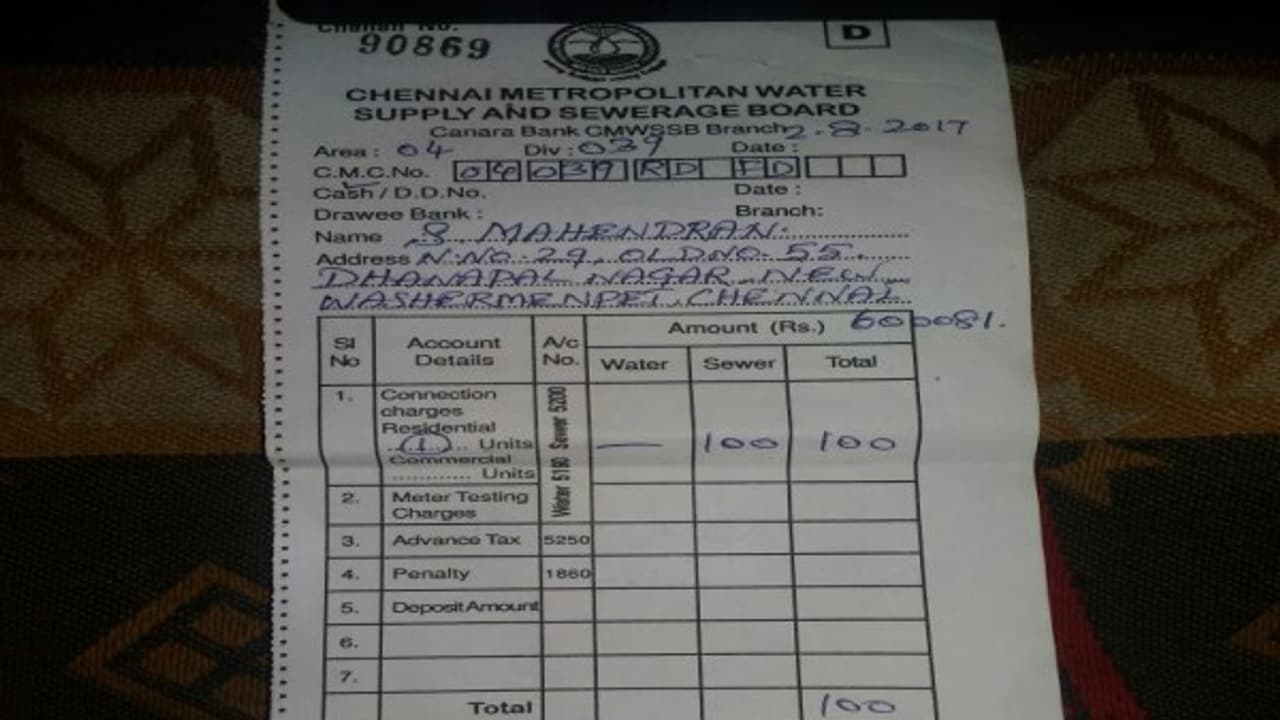 Challan No.
90869
D
CHENNAI METROPOLITAN WATER
SUPPLY AND SEWERAGE BOARD
Canara Bank CMWSSB Branch 2.8.2017
Area : 04 Div : 039 Date :
C.M.C.No. 04 039 RD FD
Cash / D.D.No. Date :
Drawee Bank : Branch:
Name S MAHENDRAN.
Address N.NO. 29, OLD NO. 55.
DHANAPAL NAGAR, NEW
WASHERMENPET, CHENNAI
600081.
Sl No Account Details A/c No. Amount (Rs.)
Water Sewer Total
1. Connection
charges
Residential
(1) Units — 100 100
Commercial
............ Units
Water 5180 Sewer 5200
2. Meter Testing
Charges
3. Advance Tax 5250
4. Penalty 1860
5. Deposit Amount
6.
7.
Total 100